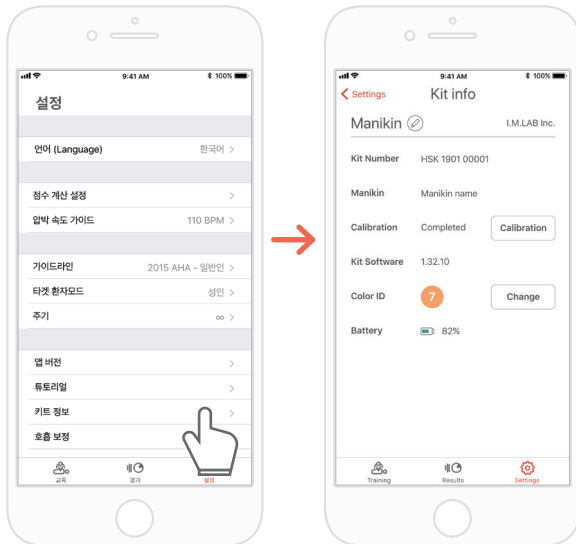 9:41 AM 100%
설정
언어 (Language) 한국어 >
점수 계산 설정 >
압박 속도 가이드 110 BPM >
가이드라인 2015 AHA - 일반인 >
타겟 환자모드 성인 >
주기 ∞ >
앱 버전 >
튜토리얼 >
키트 정보 >
호흡 보정
교육 결과 설정
9:41 AM 100%
< Settings Kit info
Manikin I.M.LAB Inc.
Kit Number HSK 1901 00001
Manikin Manikin name
Calibration Completed Calibration
Kit Software 1.32.10
Color ID 7 Change
Battery 82%
Training Results Settings